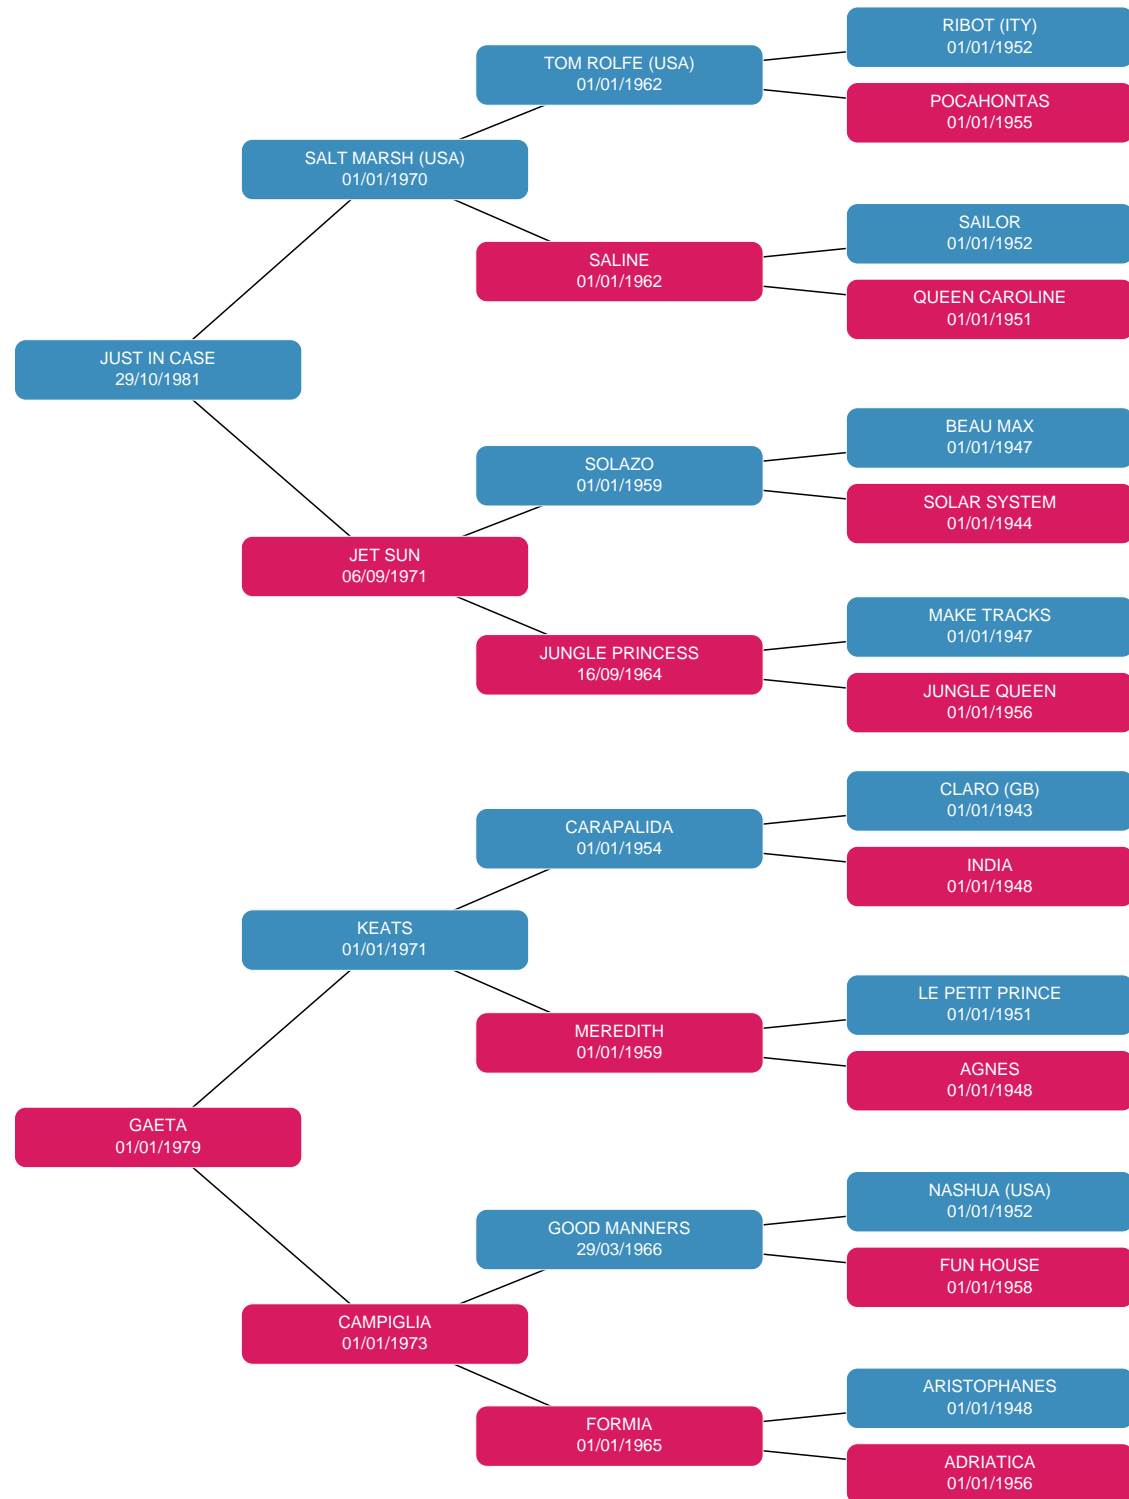 RIBOT (ITY)
01/01/1952
TOM ROLFE (USA)
01/01/1962
POCAHONTAS
01/01/1955
SALT MARSH (USA)
01/01/1970
SAILOR
01/01/1952
SALINE
01/01/1962
QUEEN CAROLINE
01/01/1951
JUST IN CASE
29/10/1981
BEAU MAX
01/01/1947
SOLAZO
01/01/1959
SOLAR SYSTEM
01/01/1944
JET SUN
06/09/1971
MAKE TRACKS
01/01/1947
JUNGLE PRINCESS
16/09/1964
JUNGLE QUEEN
01/01/1956
CLARO (GB)
01/01/1943
CARAPALIDA
01/01/1954
INDIA
01/01/1948
KEATS
01/01/1971
LE PETIT PRINCE
01/01/1951
MEREDITH
01/01/1959
AGNES
01/01/1948
GAETA
01/01/1979
NASHUA (USA)
01/01/1952
GOOD MANNERS
29/03/1966
FUN HOUSE
01/01/1958
CAMPIGLIA
01/01/1973
ARISTOPHANES
01/01/1948
FORMIA
01/01/1965
ADRIATICA
01/01/1956